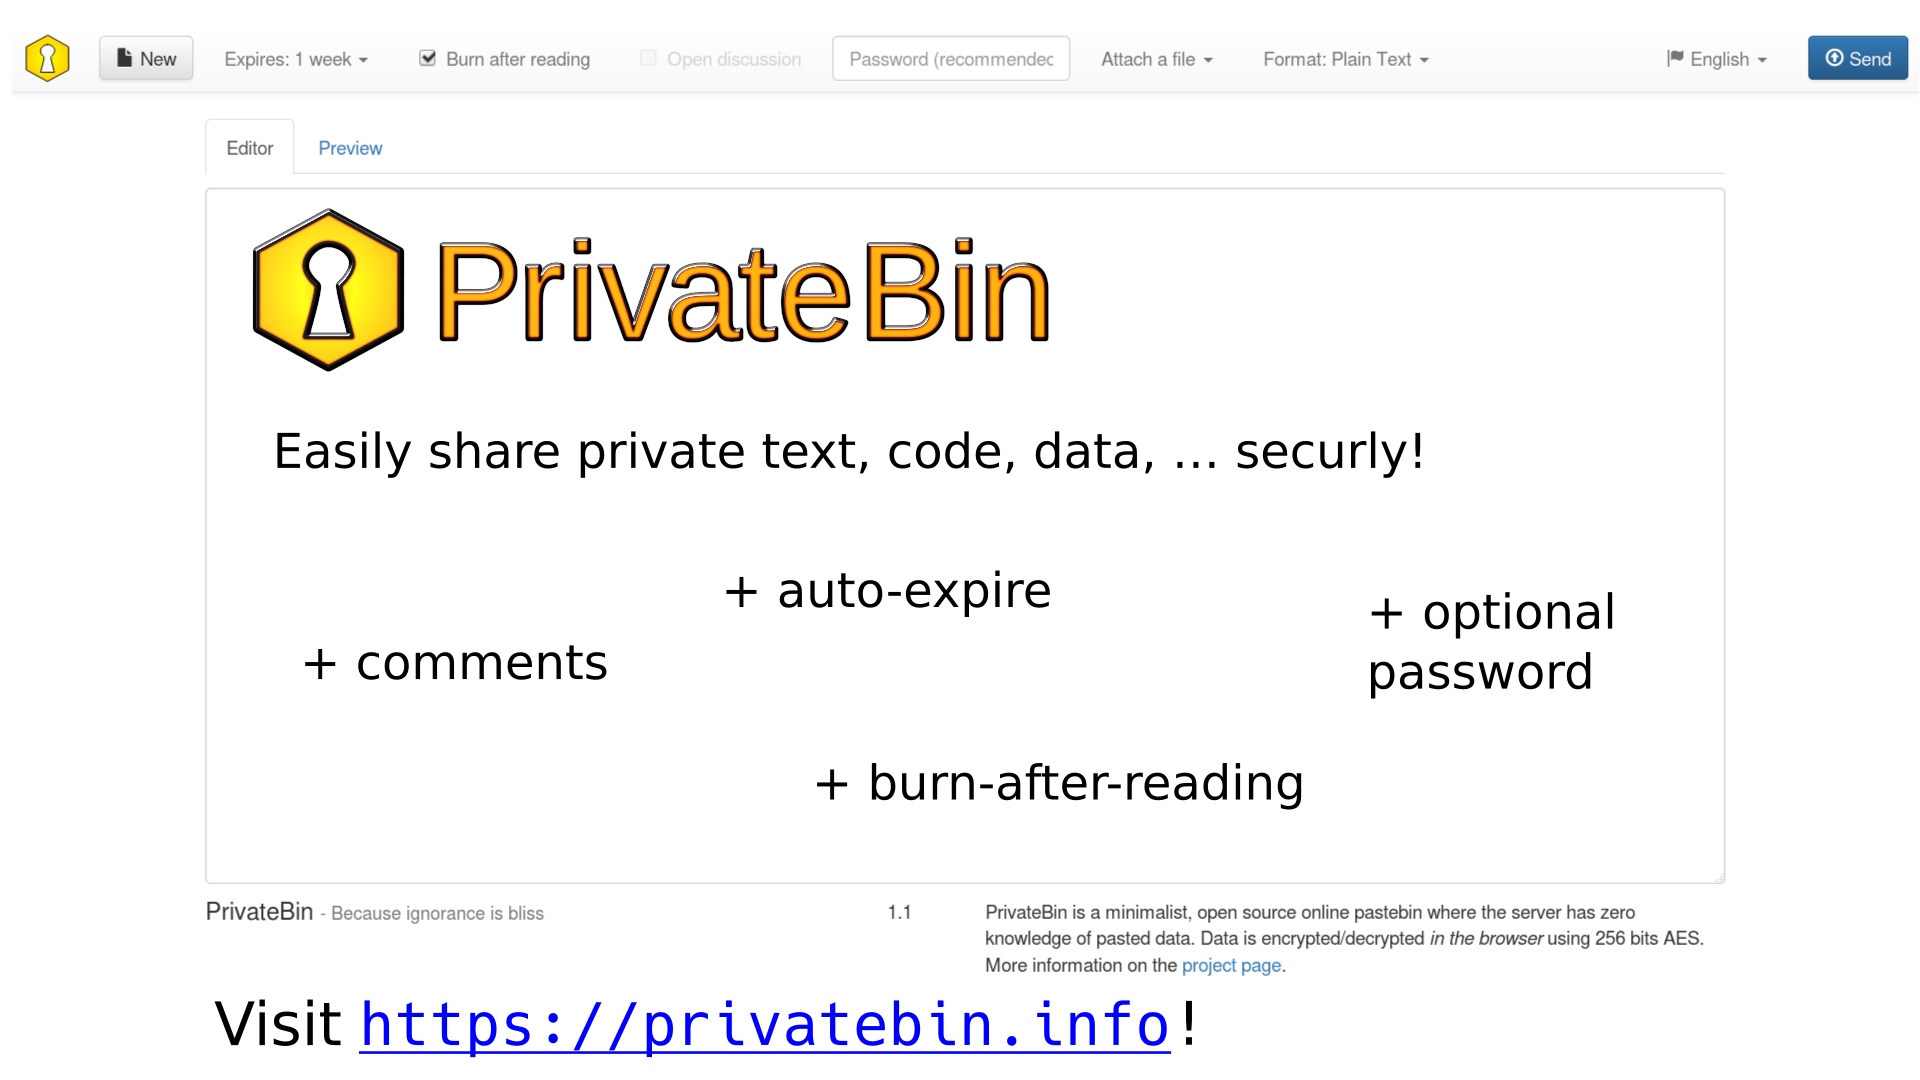 New Expires: 1 week Burn after reading Open discussion Password (recommended Attach a file Format: Plain Text English Send
Editor Preview
PrivateBin
Easily share private text, code, data, ... securly!
+ auto-expire
+ optional
password
+ comments
+ burn-after-reading
PrivateBin - Because ignorance is bliss 1.1 PrivateBin is a minimalist, open source online pastebin where the server has zero
knowledge of pasted data. Data is encrypted/decrypted in the browser using 256 bits AES.
More information on the project page.
Visit https://privatebin.info!